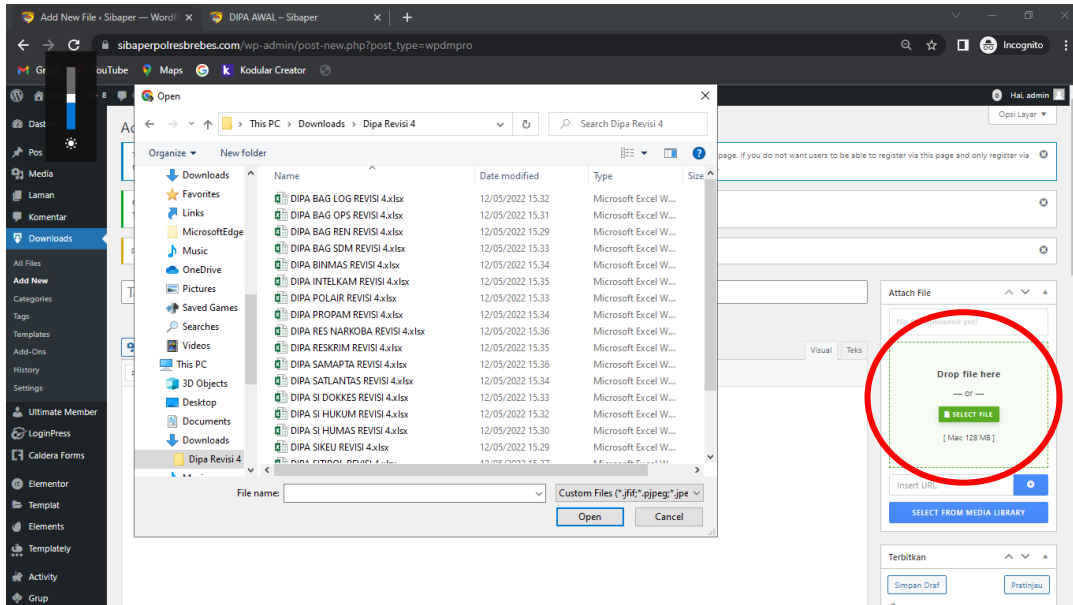 Add New File ‹ Sibaper — WordP
DIPA AWAL – Sibaper
sibaperpolresbrebes.com/wp-admin/post-new.php?post_type=wpdmpro
Incognito
YouTube
Maps
Kodular Creator
8
0
Hai, admin
Opsi Layar
Media
Laman
Komentar
Downloads
All Files
Add New
Categories
Tags
Templates
Add-Ons
History
Settings
Ultimate Member
LoginPress
Caldera Forms
Elementor
Templat
Elements
Templately
Activity
Grup
Open
This PC > Downloads > Dipa Revisi 4
Search Dipa Revisi 4
Organize
New folder
Downloads
Favorites
Links
MicrosoftEdge
Music
OneDrive
Pictures
Saved Games
Searches
Videos
This PC
3D Objects
Desktop
Documents
Downloads
Dipa Revisi 4
Name Date modified Type Size
DIPA BAG LOG REVISI 4.xlsx 12/05/2022 15.32 Microsoft Excel W...
DIPA BAG OPS REVISI 4.xlsx 12/05/2022 15.31 Microsoft Excel W...
DIPA BAG REN REVISI 4.xlsx 12/05/2022 15.29 Microsoft Excel W...
DIPA BAG SDM REVISI 4.xlsx 12/05/2022 15.33 Microsoft Excel W...
DIPA BINMAS REVISI 4.xlsx 12/05/2022 15.34 Microsoft Excel W...
DIPA INTELKAM REVISI 4.xlsx 12/05/2022 15.35 Microsoft Excel W...
DIPA POLAIR REVISI 4.xlsx 12/05/2022 15.33 Microsoft Excel W...
DIPA PROPAM REVISI 4.xlsx 12/05/2022 15.34 Microsoft Excel W...
DIPA RES NARKOBA REVISI 4.xlsx 12/05/2022 15.36 Microsoft Excel W...
DIPA RESKRIM REVISI 4.xlsx 12/05/2022 15.35 Microsoft Excel W...
DIPA SAMAPTA REVISI 4.xlsx 12/05/2022 15.36 Microsoft Excel W...
DIPA SATLANTAS REVISI 4.xlsx 12/05/2022 15.34 Microsoft Excel W...
DIPA SI DOKKES REVISI 4.xlsx 12/05/2022 15.33 Microsoft Excel W...
DIPA SI HUKUM REVISI 4.xlsx 12/05/2022 15.32 Microsoft Excel W...
DIPA SI HUMAS REVISI 4.xlsx 12/05/2022 15.30 Microsoft Excel W...
DIPA SIKEU REVISI 4.xlsx 12/05/2022 15.29 Microsoft Excel W...
File name:
Custom Files (*.jfif;*.pjpeg;*.jpe
Open
Cancel
page. If you do not want users to be able to register via this page and only register via
Visual
Teks
Attach File
No file uploaded yet!
Drop file here
— or —
SELECT FILE
[ Max: 128 MB ]
Insert URL
SELECT FROM MEDIA LIBRARY
Terbitkan
Simpan Draf
Pratinjau